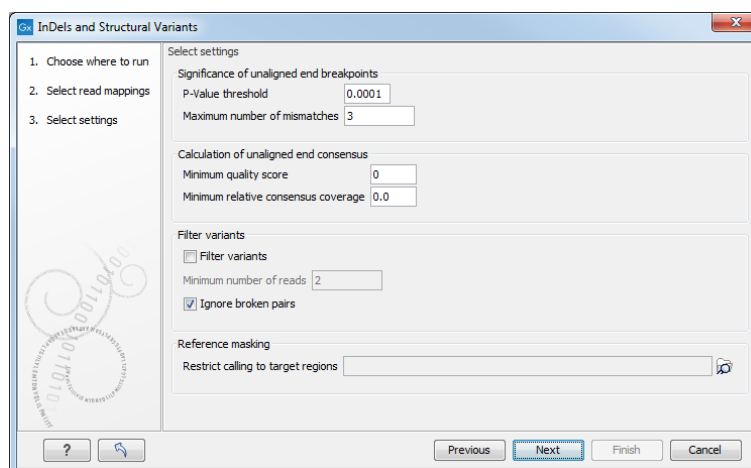 Gx InDels and Structural Variants
X
1. Choose where to run
2. Select read mappings
3. Select settings
Select settings
Significance of unaligned end breakpoints
P-Value threshold 0.0001
Maximum number of mismatches 3
Calculation of unaligned end consensus
Minimum quality score 0
Minimum relative consensus coverage 0.0
Filter variants
Filter variants
Minimum number of reads 2
Ignore broken pairs
Reference masking
Restrict calling to target regions
? Previous Next Finish Cancel